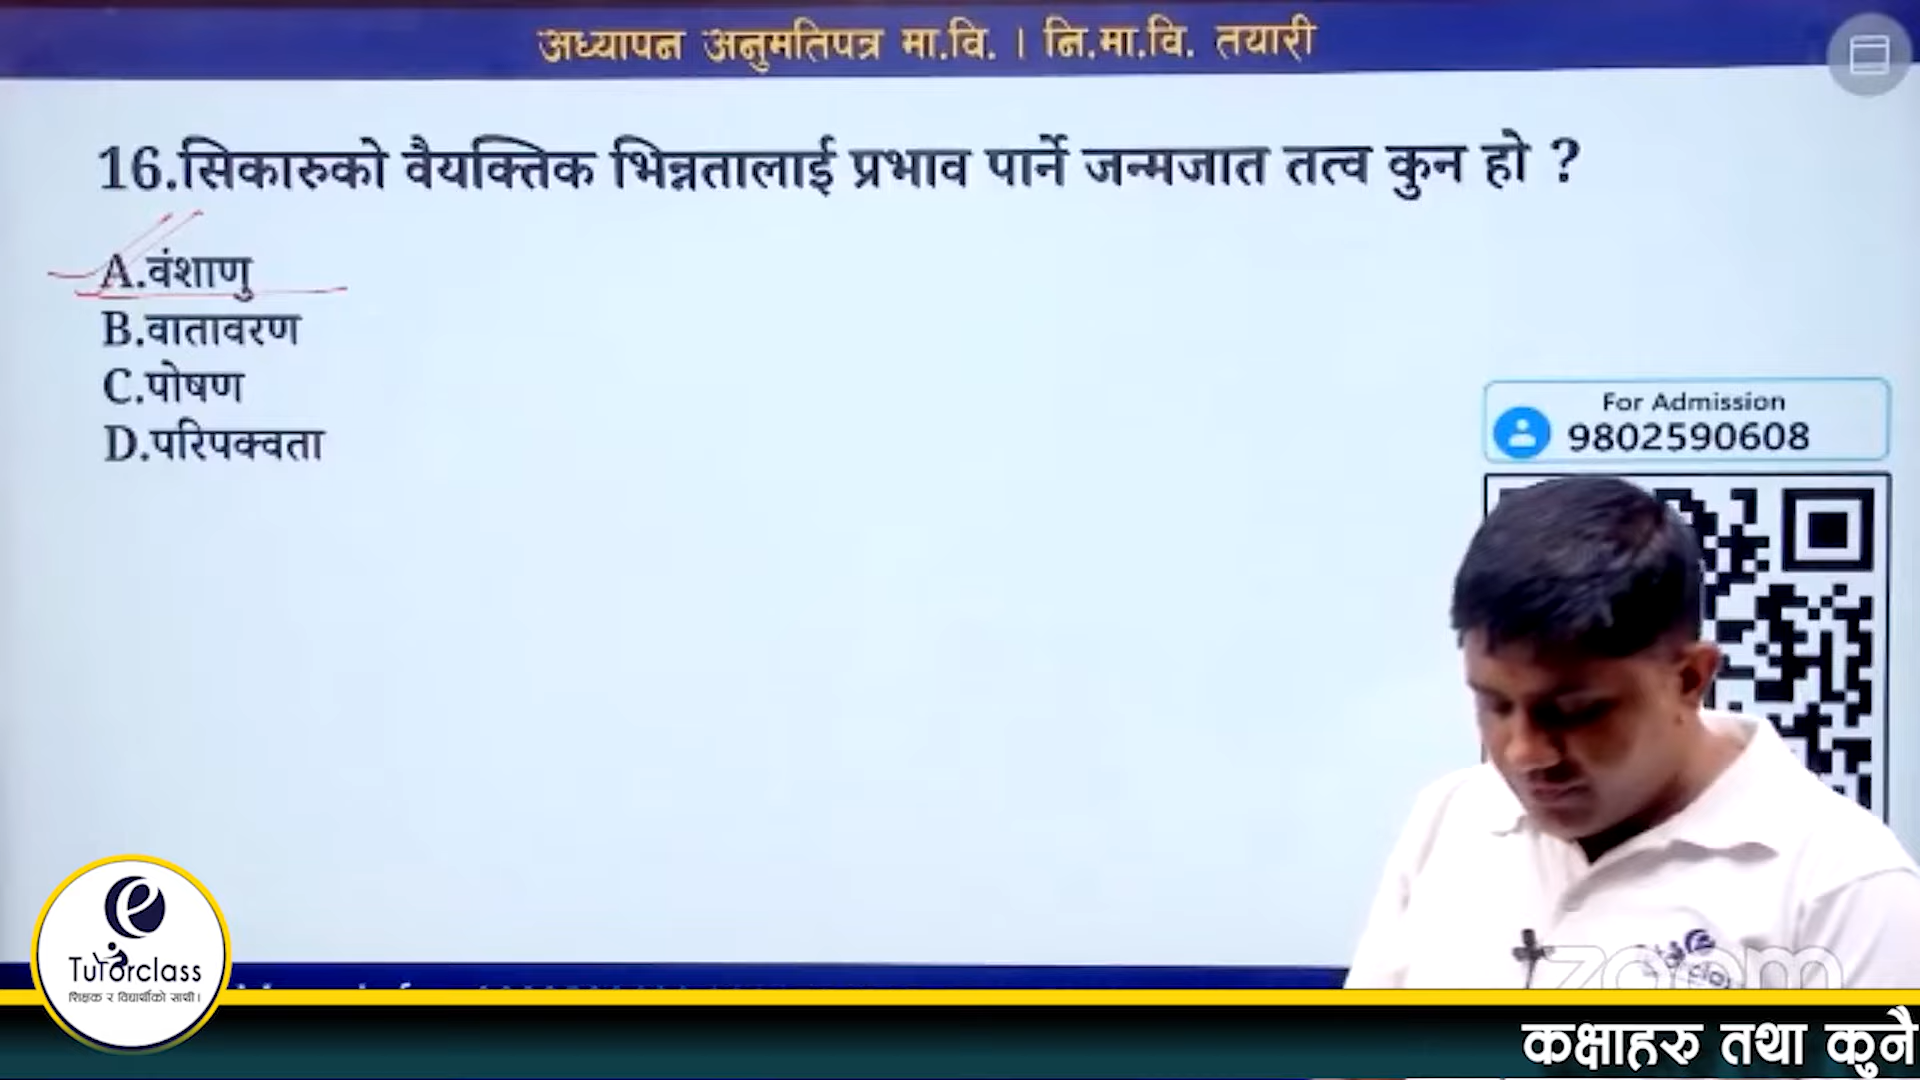 अध्यापन अनुमतिपत्र मा.वि. । नि.मा.वि. तयारी
16.सिकारुको वैयक्तिक भिन्नतालाई प्रभाव पार्ने जन्मजात तत्व कुन हो ?
A.वंशाणु
B.वातावरण
C.पोषण
D.परिपक्वता
For Admission
9802590608
zoom
e
Tutorclass
शिक्षक र विद्यार्थीको साथी।
कक्षाहरु तथा कुनै